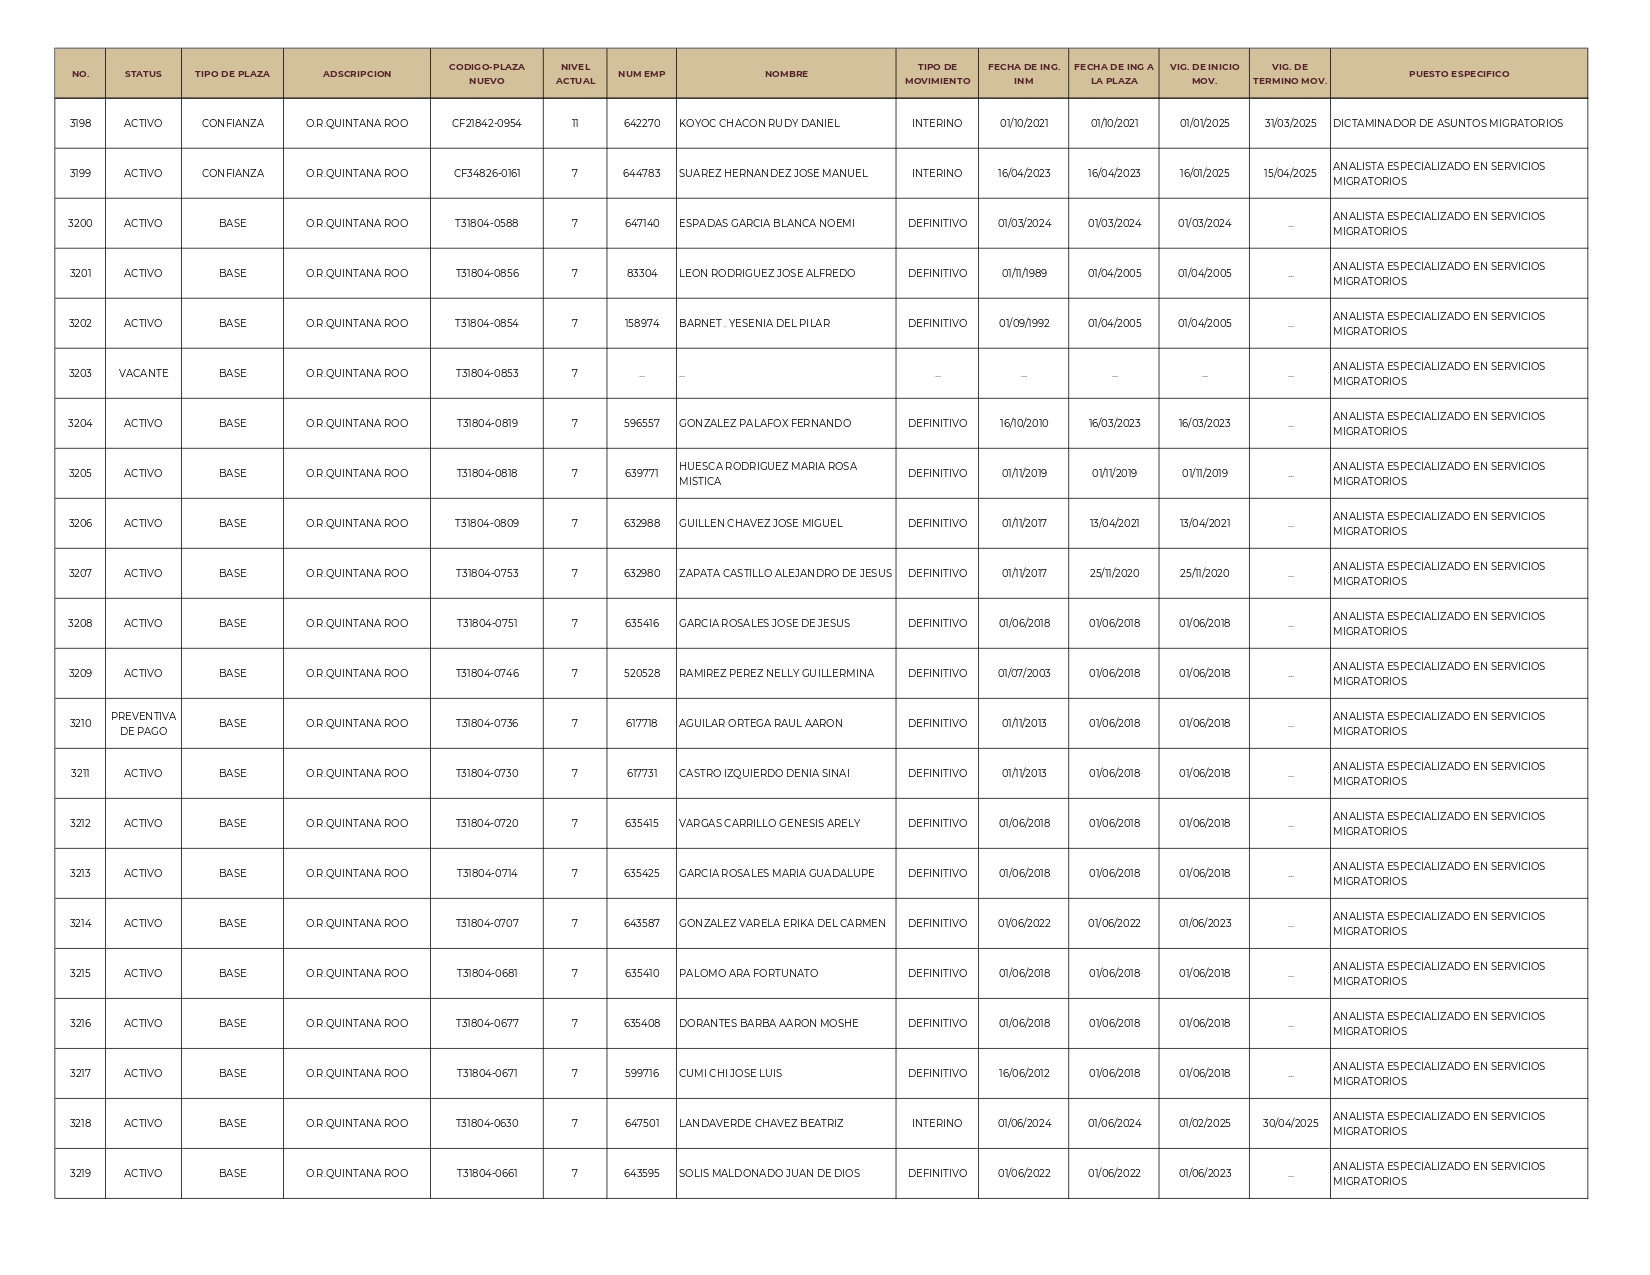 NO. STATUS TIPO DE PLAZA ADSCRIPCION CODIGO-PLAZA NUEVO NIVEL ACTUAL NUM EMP NOMBRE TIPO DE MOVIMIENTO FECHA DE ING. INM FECHA DE ING A LA PLAZA VIG. DE INICIO MOV. VIG. DE TERMINO MOV. PUESTO ESPECIFICO
3198 ACTIVO CONFIANZA O.R.QUINTANA ROO CF21842-0954 11 642270 KOYOC CHACON RUDY DANIEL INTERINO 01/10/2021 01/10/2021 01/01/2025 31/03/2025 DICTAMINADOR DE ASUNTOS MIGRATORIOS
3199 ACTIVO CONFIANZA O.R.QUINTANA ROO CF34826-0161 7 644783 SUAREZ HERNANDEZ JOSE MANUEL INTERINO 16/04/2023 16/04/2023 16/01/2025 15/04/2025 ANALISTA ESPECIALIZADO EN SERVICIOS MIGRATORIOS
3200 ACTIVO BASE O.R.QUINTANA ROO T31804-0588 7 647140 ESPADAS GARCIA BLANCA NOEMI DEFINITIVO 01/03/2024 01/03/2024 01/03/2024 ... ANALISTA ESPECIALIZADO EN SERVICIOS MIGRATORIOS
3201 ACTIVO BASE O.R.QUINTANA ROO T31804-0856 7 83304 LEON RODRIGUEZ JOSE ALFREDO DEFINITIVO 01/11/1989 01/04/2005 01/04/2005 ... ANALISTA ESPECIALIZADO EN SERVICIOS MIGRATORIOS
3202 ACTIVO BASE O.R.QUINTANA ROO T31804-0854 7 158974 BARNET . YESENIA DEL PILAR DEFINITIVO 01/09/1992 01/04/2005 01/04/2005 ... ANALISTA ESPECIALIZADO EN SERVICIOS MIGRATORIOS
3203 VACANTE BASE O.R.QUINTANA ROO T31804-0853 7 ... ... ... ... ... ... ... ANALISTA ESPECIALIZADO EN SERVICIOS MIGRATORIOS
3204 ACTIVO BASE O.R.QUINTANA ROO T31804-0819 7 596557 GONZALEZ PALAFOX FERNANDO DEFINITIVO 16/10/2010 16/03/2023 16/03/2023 ... ANALISTA ESPECIALIZADO EN SERVICIOS MIGRATORIOS
3205 ACTIVO BASE O.R.QUINTANA ROO T31804-0818 7 639771 HUESCA RODRIGUEZ MARIA ROSA MISTICA DEFINITIVO 01/11/2019 01/11/2019 01/11/2019 ... ANALISTA ESPECIALIZADO EN SERVICIOS MIGRATORIOS
3206 ACTIVO BASE O.R.QUINTANA ROO T31804-0809 7 632988 GUILLEN CHAVEZ JOSE MIGUEL DEFINITIVO 01/11/2017 13/04/2021 13/04/2021 ... ANALISTA ESPECIALIZADO EN SERVICIOS MIGRATORIOS
3207 ACTIVO BASE O.R.QUINTANA ROO T31804-0753 7 632980 ZAPATA CASTILLO ALEJANDRO DE JESUS DEFINITIVO 01/11/2017 25/11/2020 25/11/2020 ... ANALISTA ESPECIALIZADO EN SERVICIOS MIGRATORIOS
3208 ACTIVO BASE O.R.QUINTANA ROO T31804-0751 7 635416 GARCIA ROSALES JOSE DE JESUS DEFINITIVO 01/06/2018 01/06/2018 01/06/2018 ... ANALISTA ESPECIALIZADO EN SERVICIOS MIGRATORIOS
3209 ACTIVO BASE O.R.QUINTANA ROO T31804-0746 7 520528 RAMIREZ PEREZ NELLY GUILLERMINA DEFINITIVO 01/07/2003 01/06/2018 01/06/2018 ... ANALISTA ESPECIALIZADO EN SERVICIOS MIGRATORIOS
3210 PREVENTIVA DE PAGO BASE O.R.QUINTANA ROO T31804-0736 7 617718 AGUILAR ORTEGA RAUL AARON DEFINITIVO 01/11/2013 01/06/2018 01/06/2018 ... ANALISTA ESPECIALIZADO EN SERVICIOS MIGRATORIOS
3211 ACTIVO BASE O.R.QUINTANA ROO T31804-0730 7 617731 CASTRO IZQUIERDO DENIA SINAI DEFINITIVO 01/11/2013 01/06/2018 01/06/2018 ... ANALISTA ESPECIALIZADO EN SERVICIOS MIGRATORIOS
3212 ACTIVO BASE O.R.QUINTANA ROO T31804-0720 7 635415 VARGAS CARRILLO GENESIS ARELY DEFINITIVO 01/06/2018 01/06/2018 01/06/2018 ... ANALISTA ESPECIALIZADO EN SERVICIOS MIGRATORIOS
3213 ACTIVO BASE O.R.QUINTANA ROO T31804-0714 7 635425 GARCIA ROSALES MARIA GUADALUPE DEFINITIVO 01/06/2018 01/06/2018 01/06/2018 ... ANALISTA ESPECIALIZADO EN SERVICIOS MIGRATORIOS
3214 ACTIVO BASE O.R.QUINTANA ROO T31804-0707 7 643587 GONZALEZ VARELA ERIKA DEL CARMEN DEFINITIVO 01/06/2022 01/06/2022 01/06/2023 ... ANALISTA ESPECIALIZADO EN SERVICIOS MIGRATORIOS
3215 ACTIVO BASE O.R.QUINTANA ROO T31804-0681 7 635410 PALOMO ARA FORTUNATO DEFINITIVO 01/06/2018 01/06/2018 01/06/2018 ... ANALISTA ESPECIALIZADO EN SERVICIOS MIGRATORIOS
3216 ACTIVO BASE O.R.QUINTANA ROO T31804-0677 7 635408 DORANTES BARBA AARON MOSHE DEFINITIVO 01/06/2018 01/06/2018 01/06/2018 ... ANALISTA ESPECIALIZADO EN SERVICIOS MIGRATORIOS
3217 ACTIVO BASE O.R.QUINTANA ROO T31804-0671 7 599716 CUMI CHI JOSE LUIS DEFINITIVO 16/06/2012 01/06/2018 01/06/2018 ... ANALISTA ESPECIALIZADO EN SERVICIOS MIGRATORIOS
3218 ACTIVO BASE O.R.QUINTANA ROO T31804-0630 7 647501 LANDAVERDE CHAVEZ BEATRIZ INTERINO 01/06/2024 01/06/2024 01/02/2025 30/04/2025 ANALISTA ESPECIALIZADO EN SERVICIOS MIGRATORIOS
3219 ACTIVO BASE O.R.QUINTANA ROO T31804-0661 7 643595 SOLIS MALDONADO JUAN DE DIOS DEFINITIVO 01/06/2022 01/06/2022 01/06/2023 ... ANALISTA ESPECIALIZADO EN SERVICIOS MIGRATORIOS